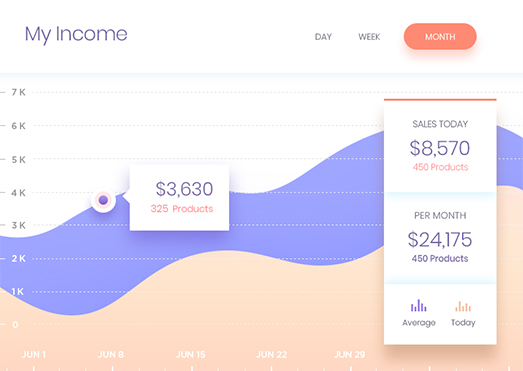 My Income
DAY WEEK MONTH
7 K
6 K
5 K
4 K
3 K
2 K
1 K
0
$3,630
325 Products
SALES TODAY
$8,570
450 Products
PER MONTH
$24,175
450 Products
Average Today
JUN 1 JUN 8 JUN 15 JUN 22 JUN 29